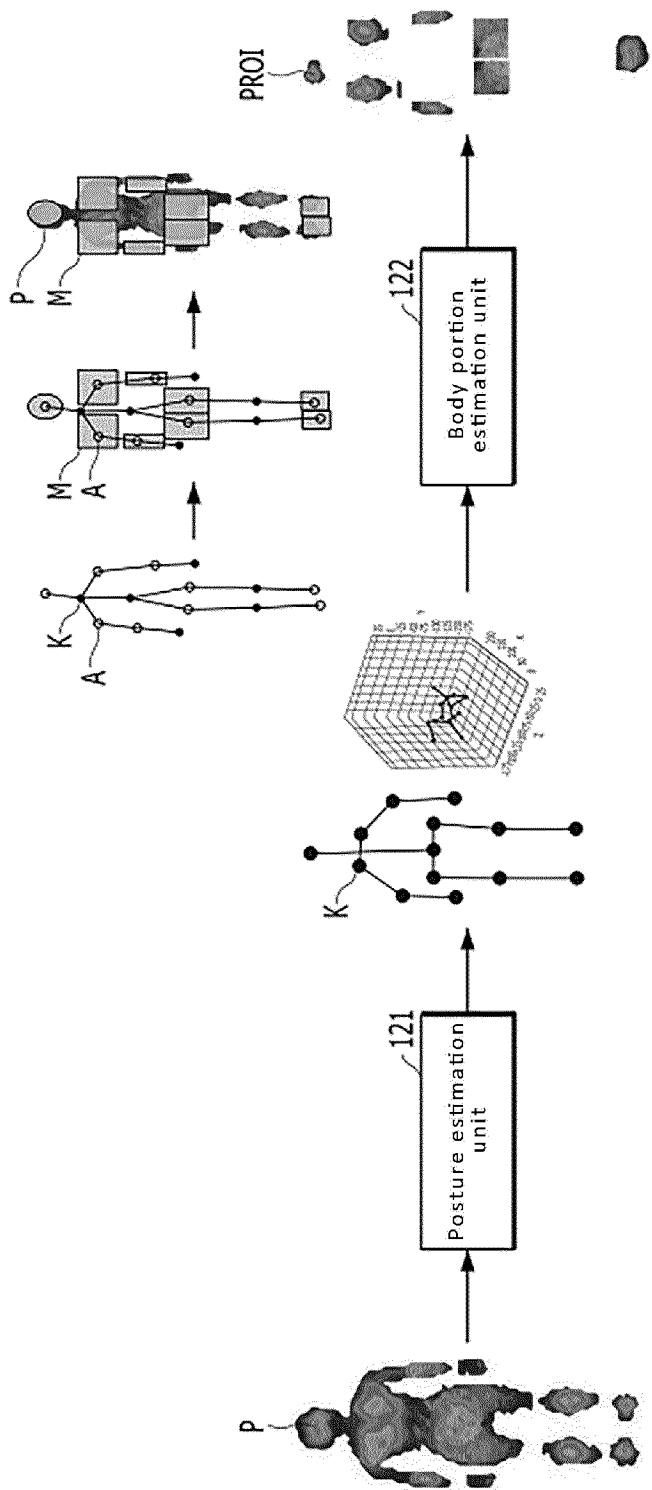 P
121
Posture estimation
unit
K
K
A
M
A
P
M
122
Body portion
estimation unit
PROI